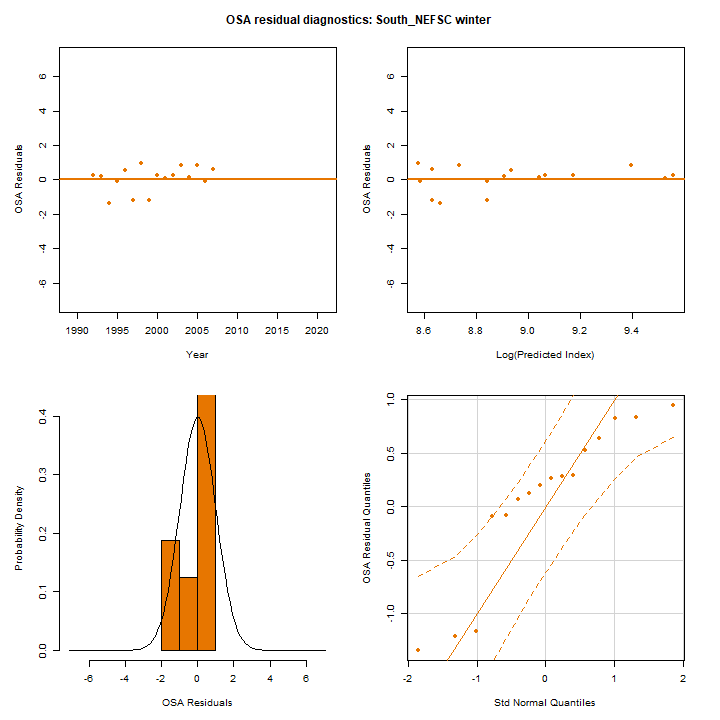 OSA residual diagnostics: South_NEFSC winter
6
4
2
0
-2
-4
-6
OSA Residuals
1990 1995 2000 2005 2010 2015 2020
Year
6
4
2
0
-2
-4
-6
OSA Residuals
8.6 8.8 9.0 9.2 9.4
Log(Predicted Index)
0.4
0.3
0.2
0.1
0.0
Probability Density
-6 -4 -2 0 2 4 6
OSA Residuals
1.0
0.5
0.0
-0.5
-1.0
OSA Residual Quantiles
-2 -1 0 1 2
Std Normal Quantiles